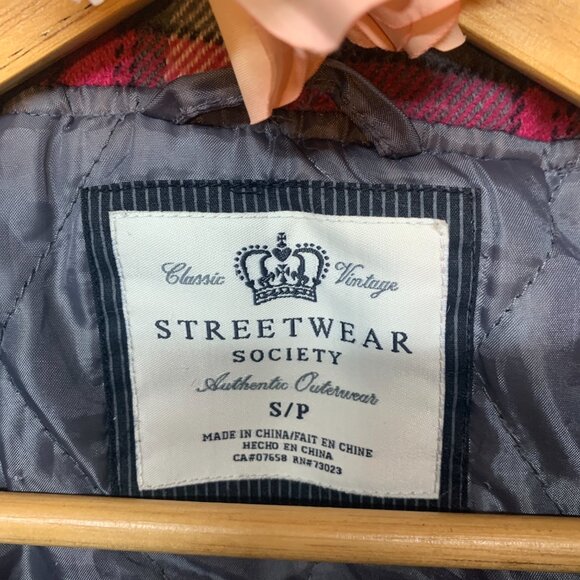 Classic Vintage
STREETWEAR
SOCIETY
Authentic Outerwear
S/P
MADE IN CHINA/FAIT EN CHINE
HECHO EN CHINA
CA#07658 RN#73023